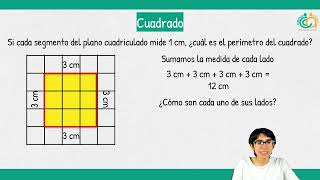 Cuadrado
Si cada segmento del plano cuadriculado mide 1 cm, ¿cuál es el perímetro del cuadrado?
Sumamos la medida de cada lado
3 cm + 3 cm + 3 cm + 3 cm =
12 cm
¿Cómo son cada uno de sus lados?
3 cm
3 cm
3 cm
3 cm